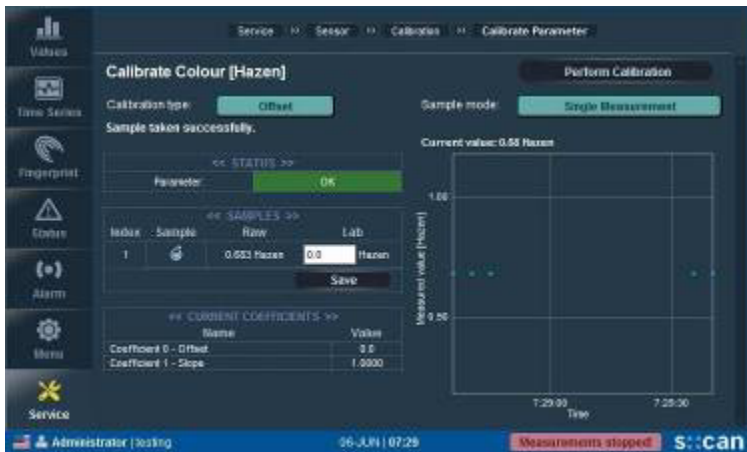 Values
Time Series
Fingerprint
Status
Alarm
Menu
Service
Service >> Sensor >> Calibration >> Calibrate Parameter
Calibrate Colour [Hazen]
Perform Calibration
Calibration type: Offset
Sample mode: Single Measurement
Sample taken successfully.
<< STATUS >>
Parameter: OK
<< SAMPLES >>
Index Sample Raw Lab
1 0.683 Hazen 0.0 Hazen
Save
<< CURRENT COEFFICIENTS >>
Name Value
Coefficient 0 - Offset 0.0
Coefficient 1 - Slope 1.0000
Current value: 0.68 Hazen
Measured value [Hazen]
1.00
0.50
7:29:00
Time
Administrator | testing
06-JUN | 07:29
Measurements stopped
s::can